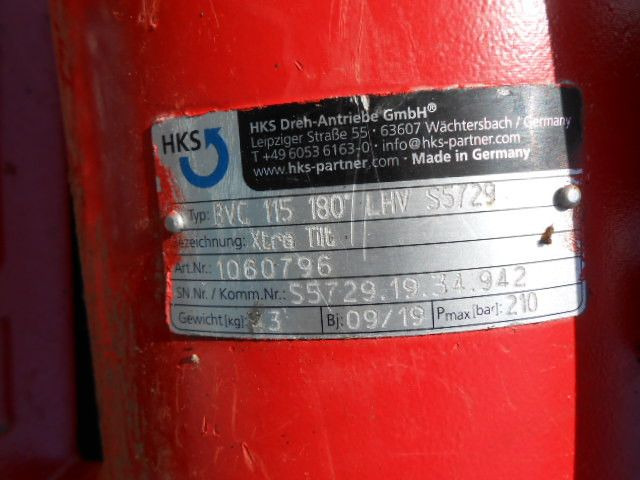 HKS
HKS Dreh-Antriebe GmbH®
Leipziger Straße 55 · 63607 Wächtersbach / Germany
T +49 6053 6163-0 · info@hks-partner.com
www.hks-partner.com · Made in Germany
Typ: 115 180° LHV S5729
Bezeichnung: Xtra Tilt
Art.Nr.: 1060796
SN.Nr / Komm.Nr.: S5729.19.34.942
Gewicht[kg]: Bj: 09/19 Pmax[bar]: 210